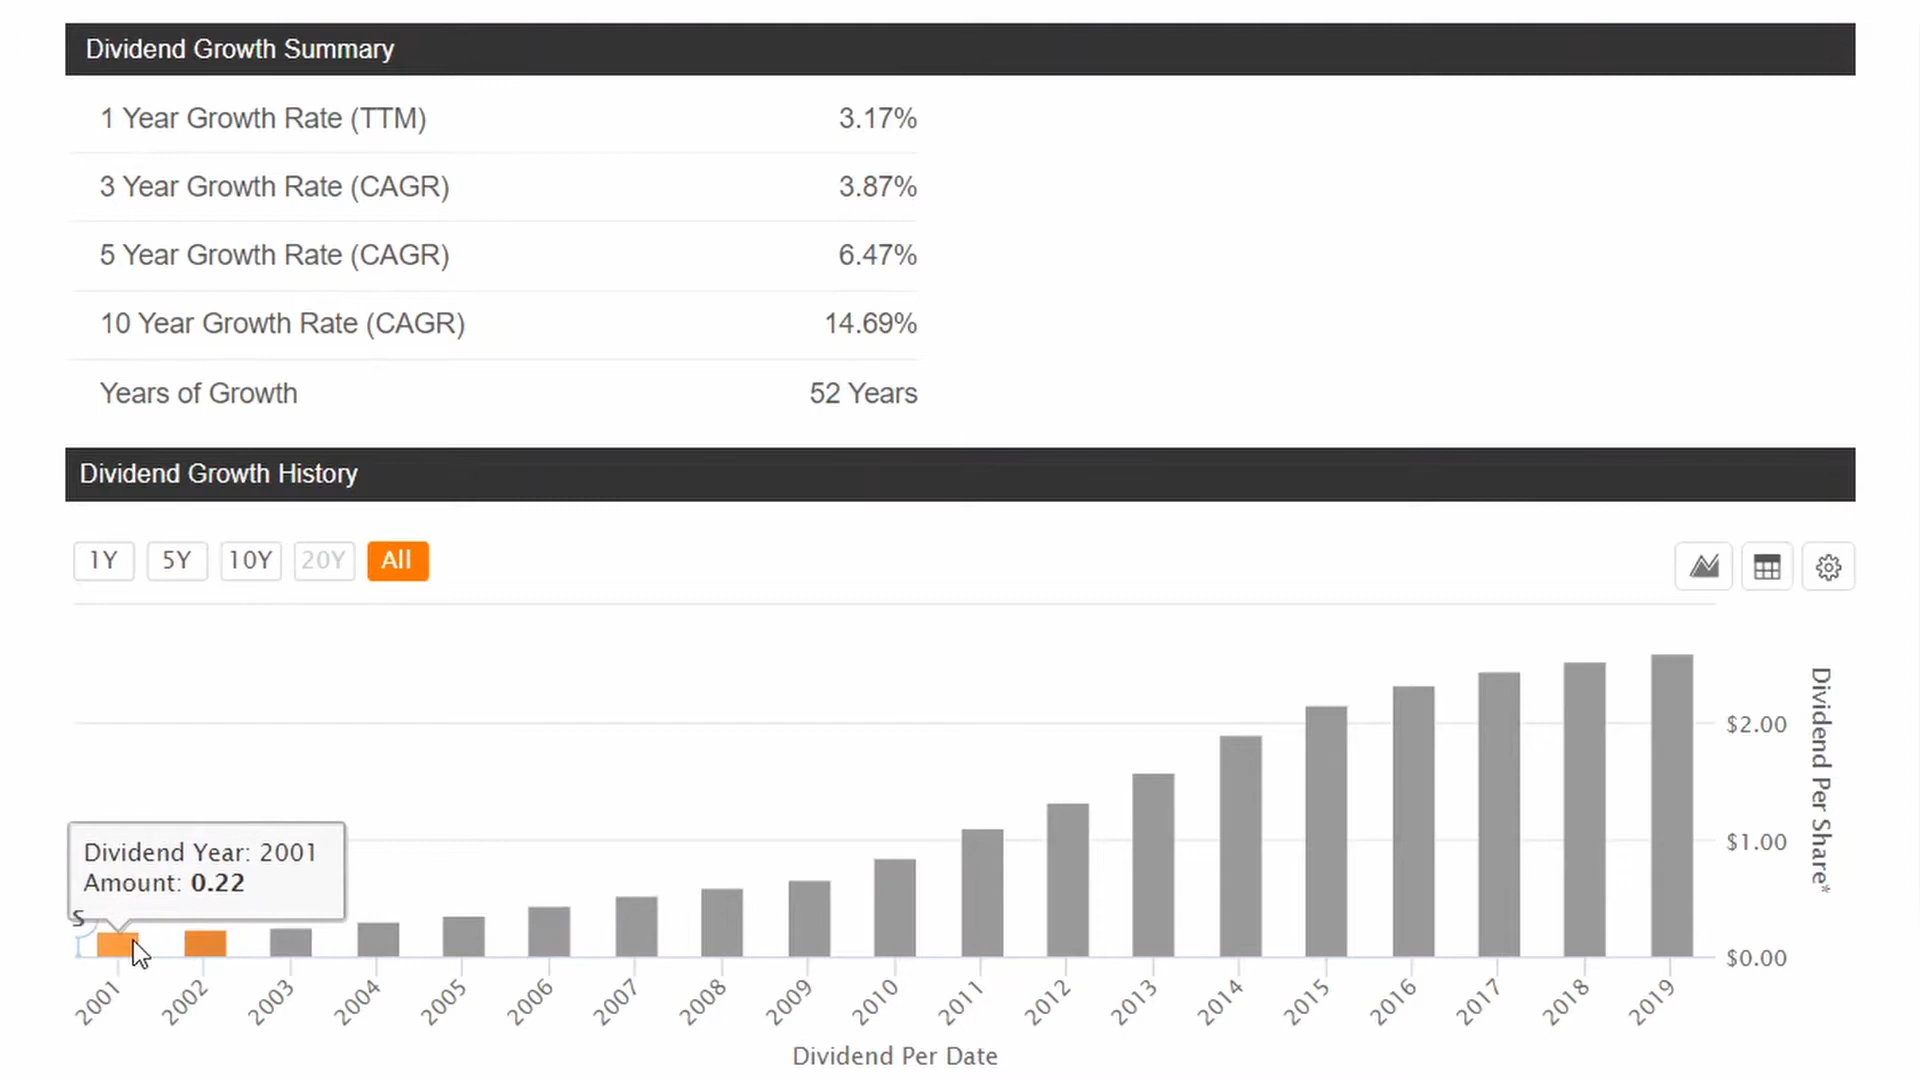 Dividend Growth Summary
1 Year Growth Rate (TTM) 3.17%
3 Year Growth Rate (CAGR) 3.87%
5 Year Growth Rate (CAGR) 6.47%
10 Year Growth Rate (CAGR) 14.69%
Years of Growth 52 Years
Dividend Growth History
1Y 5Y 10Y 20Y All
Dividend Year: 2001
Amount: 0.22
S
$2.00
$1.00
$0.00
Dividend Per Share*
2001 2002 2003 2004 2005 2006 2007 2008 2009 2010 2011 2012 2013 2014 2015 2016 2017 2018 2019
Dividend Per Date